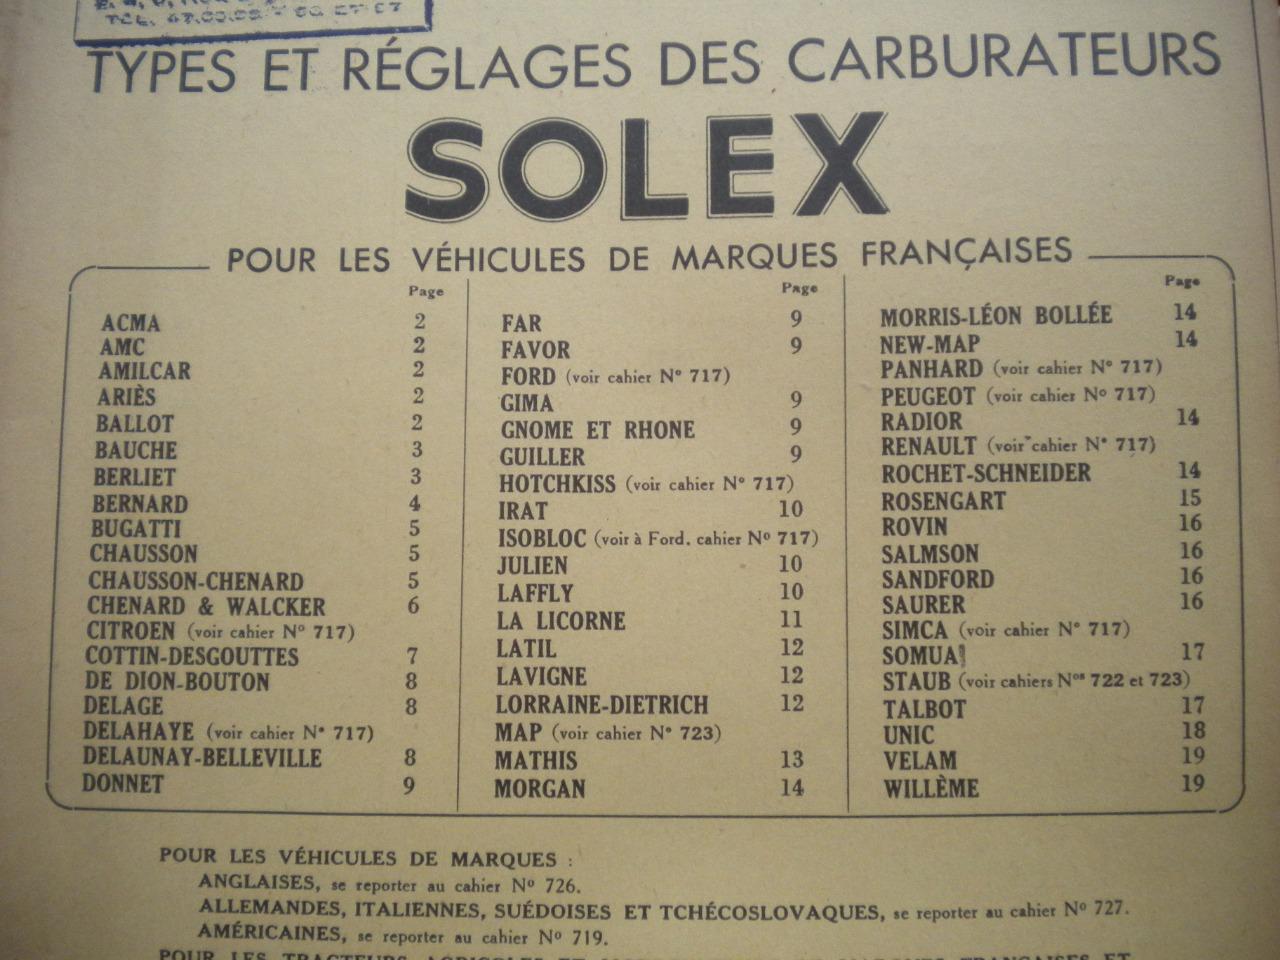 TYPES ET RÉGLAGES DES CARBURATEURS
SOLEX
POUR LES VÉHICULES DE MARQUES FRANÇAISES
Page
ACMA 2
AMC 2
AMILCAR 2
ARIÈS 2
BALLOT 2
BAUCHE 3
BERLIET 3
BERNARD 4
BUGATTI 5
CHAUSSON 5
CHAUSSON-CHENARD 5
CHENARD & WALCKER 6
CITROEN (voir cahier N° 717)
COTTIN-DESGOUTTES 7
DE DION-BOUTON 8
DELAGE 8
DELAHAYE (voir cahier N° 717)
DELAUNAY-BELLEVILLE 8
DONNET 9
Page
FAR 9
FAVOR 9
FORD (voir cahier N° 717)
GIMA 9
GNOME ET RHONE 9
GUILLER 9
HOTCHKISS (voir cahier N° 717)
IRAT 10
ISOBLOC (voir à Ford. cahier N° 717)
JULIEN 10
LAFFLY 10
LA LICORNE 11
LATIL 12
LAVIGNE 12
LORRAINE-DIETRICH 12
MAP (voir cahier N° 723)
MATHIS 13
MORGAN 14
Page
MORRIS-LÉON BOLLÉE 14
NEW-MAP 14
PANHARD (voir cahier N° 717)
PEUGEOT (voir cahier N° 717)
RADIOR 14
RENAULT (voir cahier N° 717)
ROCHET-SCHNEIDER 14
ROSENGART 15
ROVIN 16
SALMSON 16
SANDFORD 16
SAURER 16
SIMCA (voir cahier N° 717)
SOMUA 17
STAUB (voir cahiers Nos 722 et 723)
TALBOT 17
UNIC 18
VELAM 19
WILLÈME 19
POUR LES VÉHICULES DE MARQUES :
ANGLAISES, se reporter au cahier N° 726.
ALLEMANDES, ITALIENNES, SUÉDOISES ET TCHÉCOSLOVAQUES, se reporter au cahier N° 727.
AMÉRICAINES, se reporter au cahier N° 719.
POUR LES TRACTEURS AGRICOLES ET